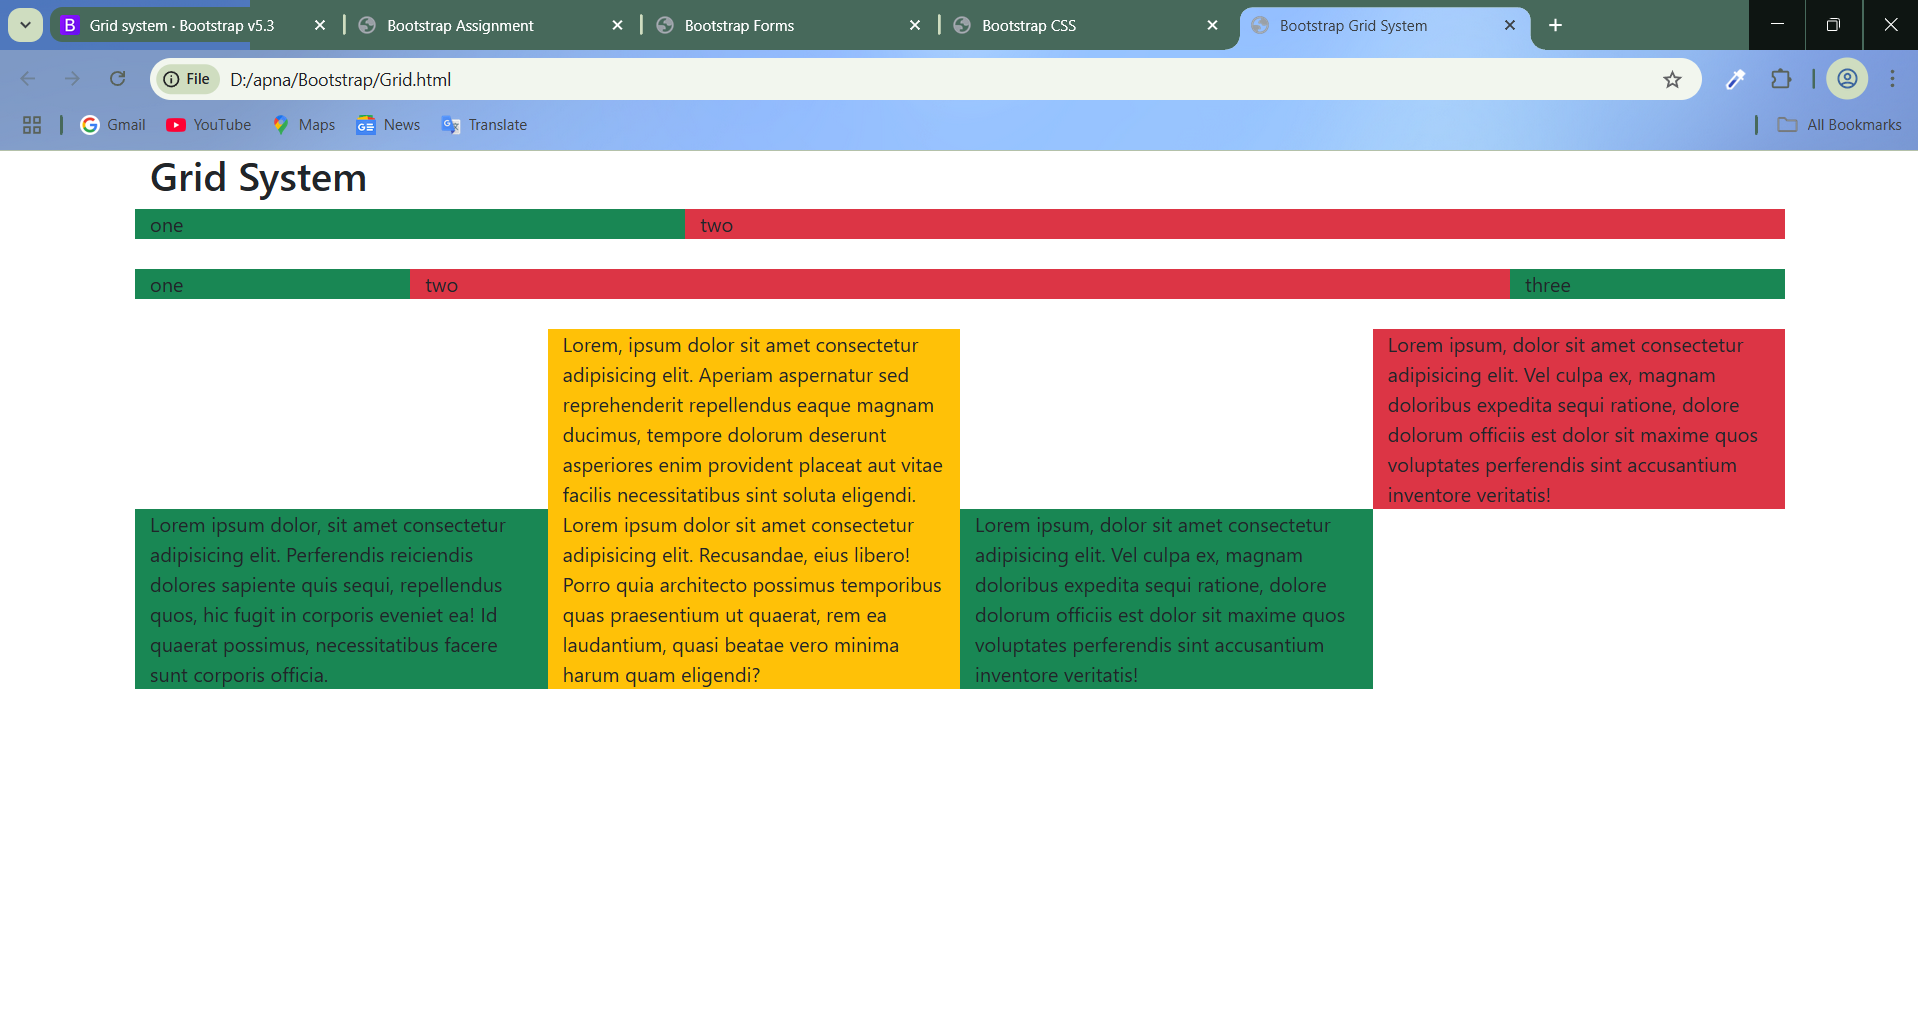 Grid system · Bootstrap v5.3
Bootstrap Assignment
Bootstrap Forms
Bootstrap CSS
Bootstrap Grid System
File
D:/apna/Bootstrap/Grid.html
Gmail
YouTube
Maps
News
Translate
All Bookmarks
Grid System
one
two
one
two
three
Lorem, ipsum dolor sit amet consectetur
adipisicing elit. Aperiam aspernatur sed
reprehenderit repellendus eaque magnam
ducimus, tempore dolorum deserunt
asperiores enim provident placeat aut vitae
facilis necessitatibus sint soluta eligendi.
Lorem ipsum, dolor sit amet consectetur
adipisicing elit. Vel culpa ex, magnam
doloribus expedita sequi ratione, dolore
dolorum officiis est dolor sit maxime quos
voluptates perferendis sint accusantium
inventore veritatis!
Lorem ipsum dolor, sit amet consectetur
adipisicing elit. Perferendis reiciendis
dolores sapiente quis sequi, repellendus
quos, hic fugit in corporis eveniet ea! Id
quaerat possimus, necessitatibus facere
sunt corporis officia.
Lorem ipsum dolor sit amet consectetur
adipisicing elit. Recusandae, eius libero!
Porro quia architecto possimus temporibus
quas praesentium ut quaerat, rem ea
laudantium, quasi beatae vero minima
harum quam eligendi?
Lorem ipsum, dolor sit amet consectetur
adipisicing elit. Vel culpa ex, magnam
doloribus expedita sequi ratione, dolore
dolorum officiis est dolor sit maxime quos
voluptates perferendis sint accusantium
inventore veritatis!